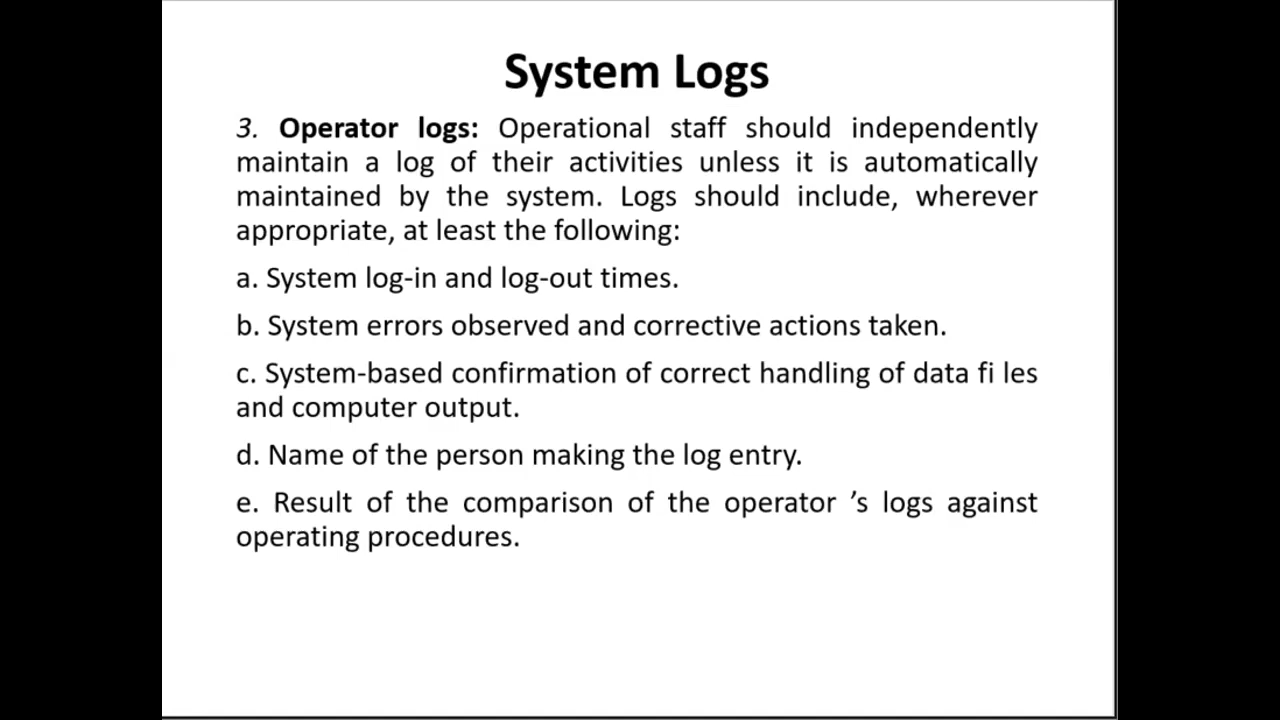 System Logs
3. Operator logs: Operational staff should independently
maintain a log of their activities unless it is automatically
maintained by the system. Logs should include, wherever
appropriate, at least the following:
a. System log-in and log-out times.
b. System errors observed and corrective actions taken.
c. System-based confirmation of correct handling of data fi les
and computer output.
d. Name of the person making the log entry.
e. Result of the comparison of the operator ’s logs against
operating procedures.